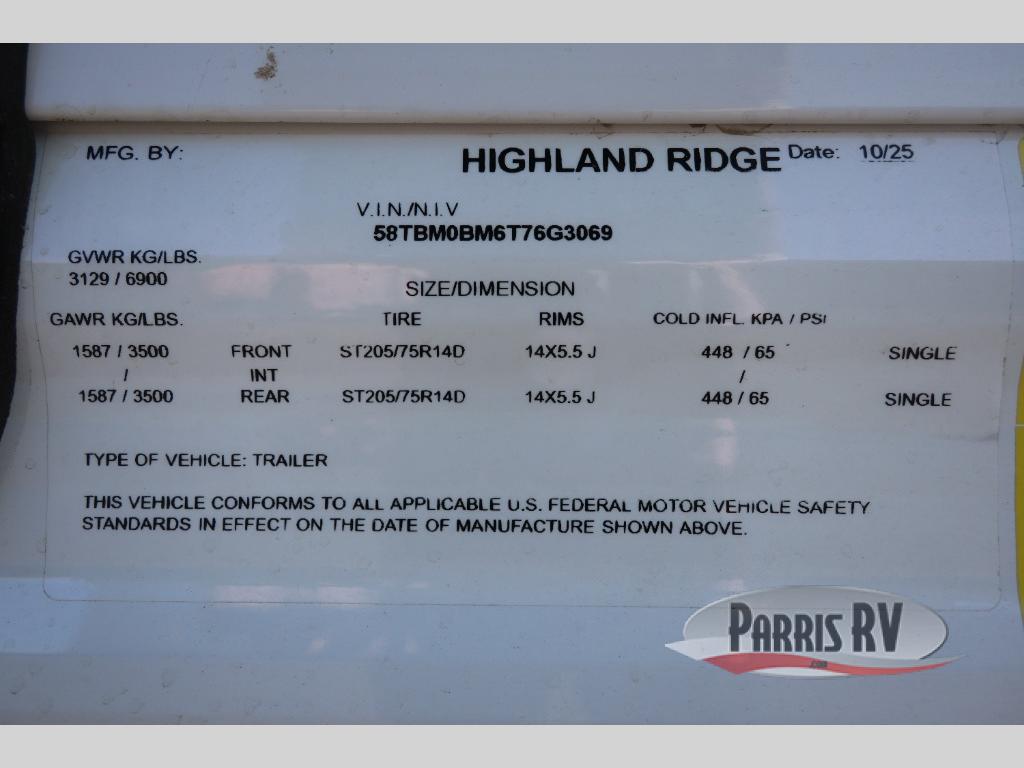 MFG. BY: HIGHLAND RIDGE Date: 10/25
V.I.N./N.I.V
58TBM0BM6T76G3069
GVWR KG/LBS.
3129 / 6900
SIZE/DIMENSION
GAWR KG/LBS. TIRE RIMS COLD INFL. KPA / PSI
1587 / 3500 FRONT ST205/75R14D 14X5.5 J 448 / 65 SINGLE
/ INT /
1587 / 3500 REAR ST205/75R14D 14X5.5 J 448 / 65 SINGLE
TYPE OF VEHICLE: TRAILER
THIS VEHICLE CONFORMS TO ALL APPLICABLE U.S. FEDERAL MOTOR VEHICLE SAFETY
STANDARDS IN EFFECT ON THE DATE OF MANUFACTURE SHOWN ABOVE.
PARRIS RV
.com